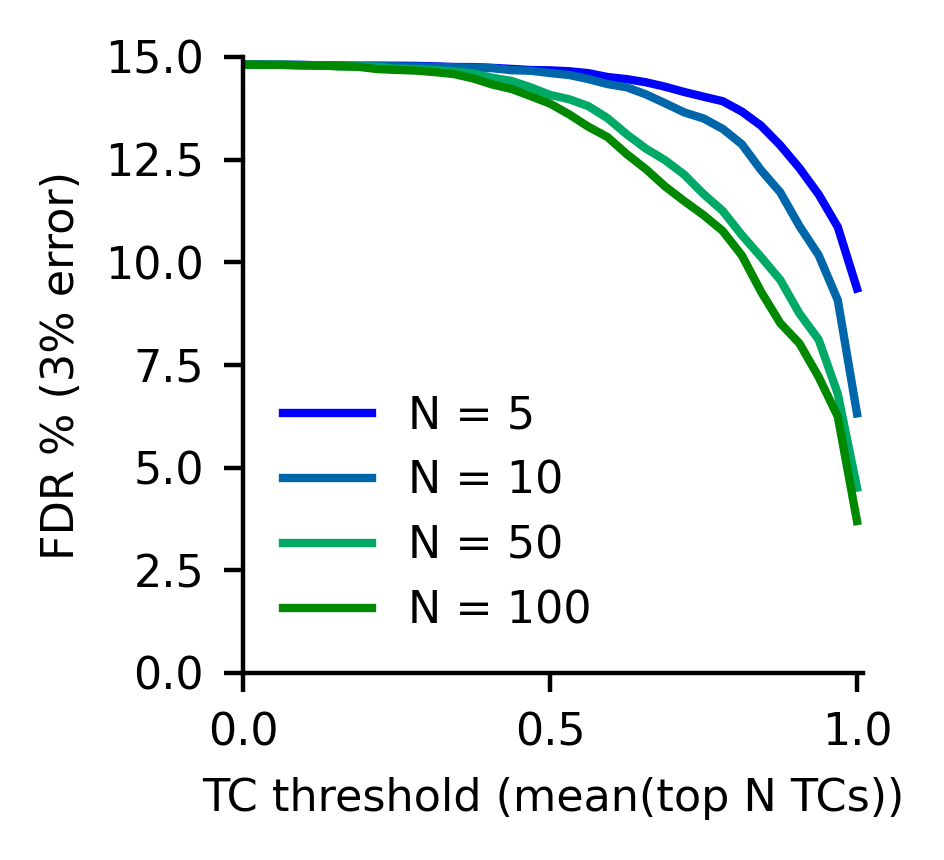 FDR % (3% error)
15.0
12.5
10.0
7.5
5.0
2.5
0.0
N = 5
N = 10
N = 50
N = 100
0.0 0.5 1.0
TC threshold (mean(top N TCs))